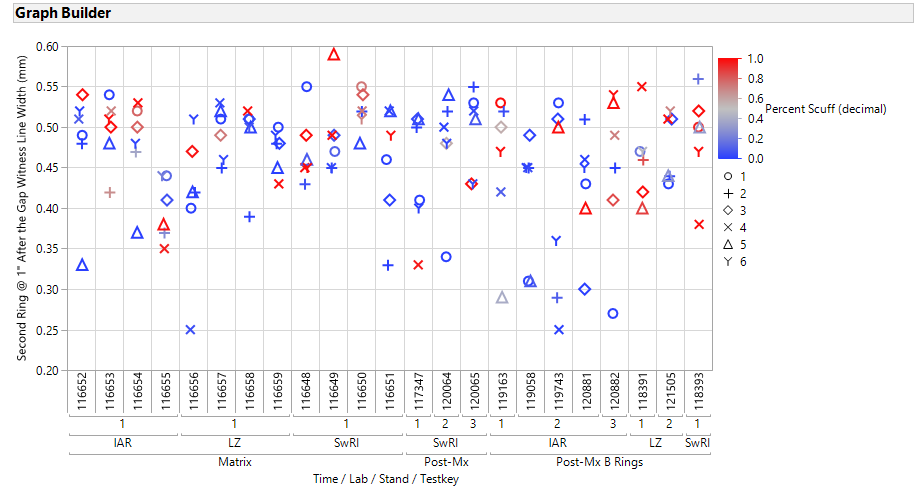 Graph Builder
Second Ring @ 1" After the Gap Witness Line Width (mm)
0.60
0.55
0.50
0.45
0.40
0.35
0.30
0.25
0.20
116652 116653 116654 116655 116656 116657 116658 116659 116648 116649 116650 116651 117347 120064 120065 119163 119058 119743 120881 120882 118391 121505 118393
1 1 1 1 2 3 1 2 3 1 2 1
IAR LZ SwRI SwRI IAR LZ SwRI
Matrix Post-Mx Post-Mx B Rings
Time / Lab / Stand / Testkey
1.0
0.8
0.6
0.4
0.2
0.0
Percent Scuff (decimal)
1
2
3
4
5
6